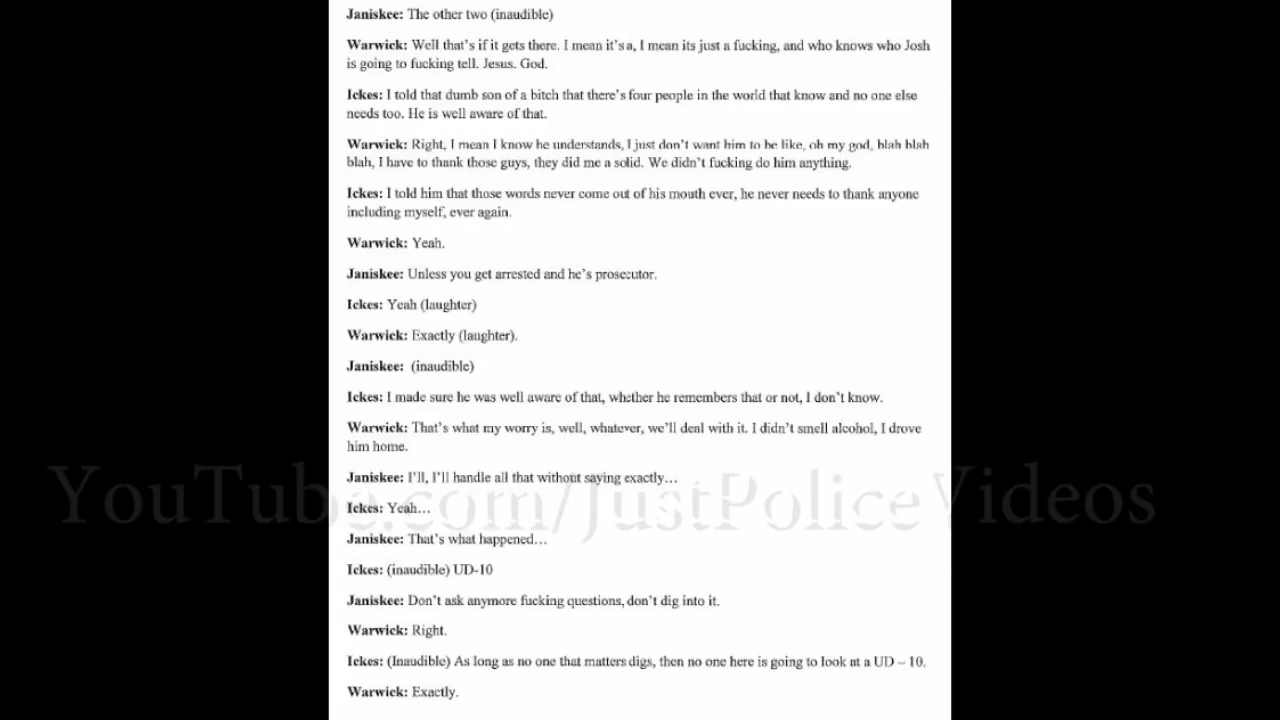 Janiskee: The other two (inaudible)
Warwick: Well that's if it gets there. I mean it's a, I mean its just a fucking, and who knows who Josh
is going to fucking tell. Jesus. God.
Ickes: I told that dumb son of a bitch that there's four people in the world that know and no one else
needs too. He is well aware of that.
Warwick: Right, I mean I know he understands, I just don't want him to be like, oh my god, blah blah
blah, I have to thank those guys, they did me a solid. We didn't fucking do him anything.
Ickes: I told him that those words never come out of his mouth ever, he never needs to thank anyone
including myself, ever again.
Warwick: Yeah.
Janiskee: Unless you get arrested and he's prosecutor.
Ickes: Yeah (laughter)
Warwick: Exactly (laughter).
Janiskee: (inaudible)
Ickes: I made sure he was well aware of that, whether he remembers that or not, I don't know.
Warwick: That's what my worry is, well, whatever, we'll deal with it. I didn't smell alcohol, I drove
him home.
Janiskee: I'll, I'll handle all that without saying exactly…
YouTube.com/JustPoliceVideos
Ickes: Yeah…
Janiskee: That's what happened…
Ickes: (inaudible) UD-10
Janiskee: Don't ask anymore fucking questions, don't dig into it.
Warwick: Right.
Ickes: (Inaudible) As long as no one that matters digs, then no one here is going to look at a UD – 10.
Warwick: Exactly.